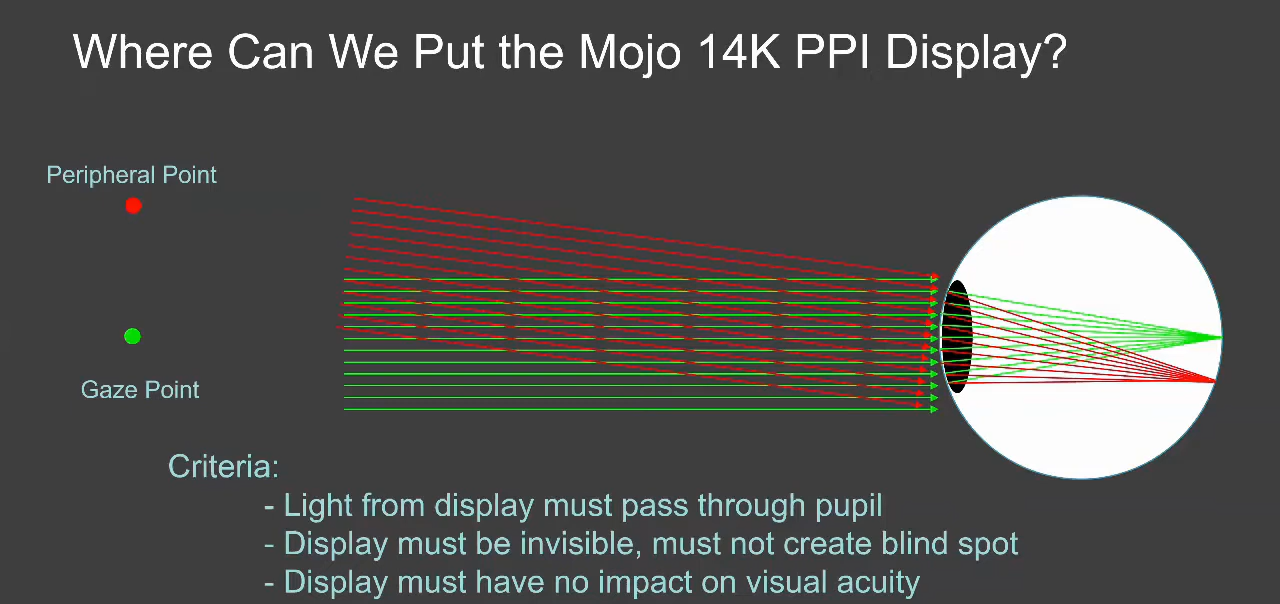 Where Can We Put the Mojo 14K PPI Display?
Peripheral Point
Gaze Point
Criteria:
- Light from display must pass through pupil
- Display must be invisible, must not create blind spot
- Display must have no impact on visual acuity